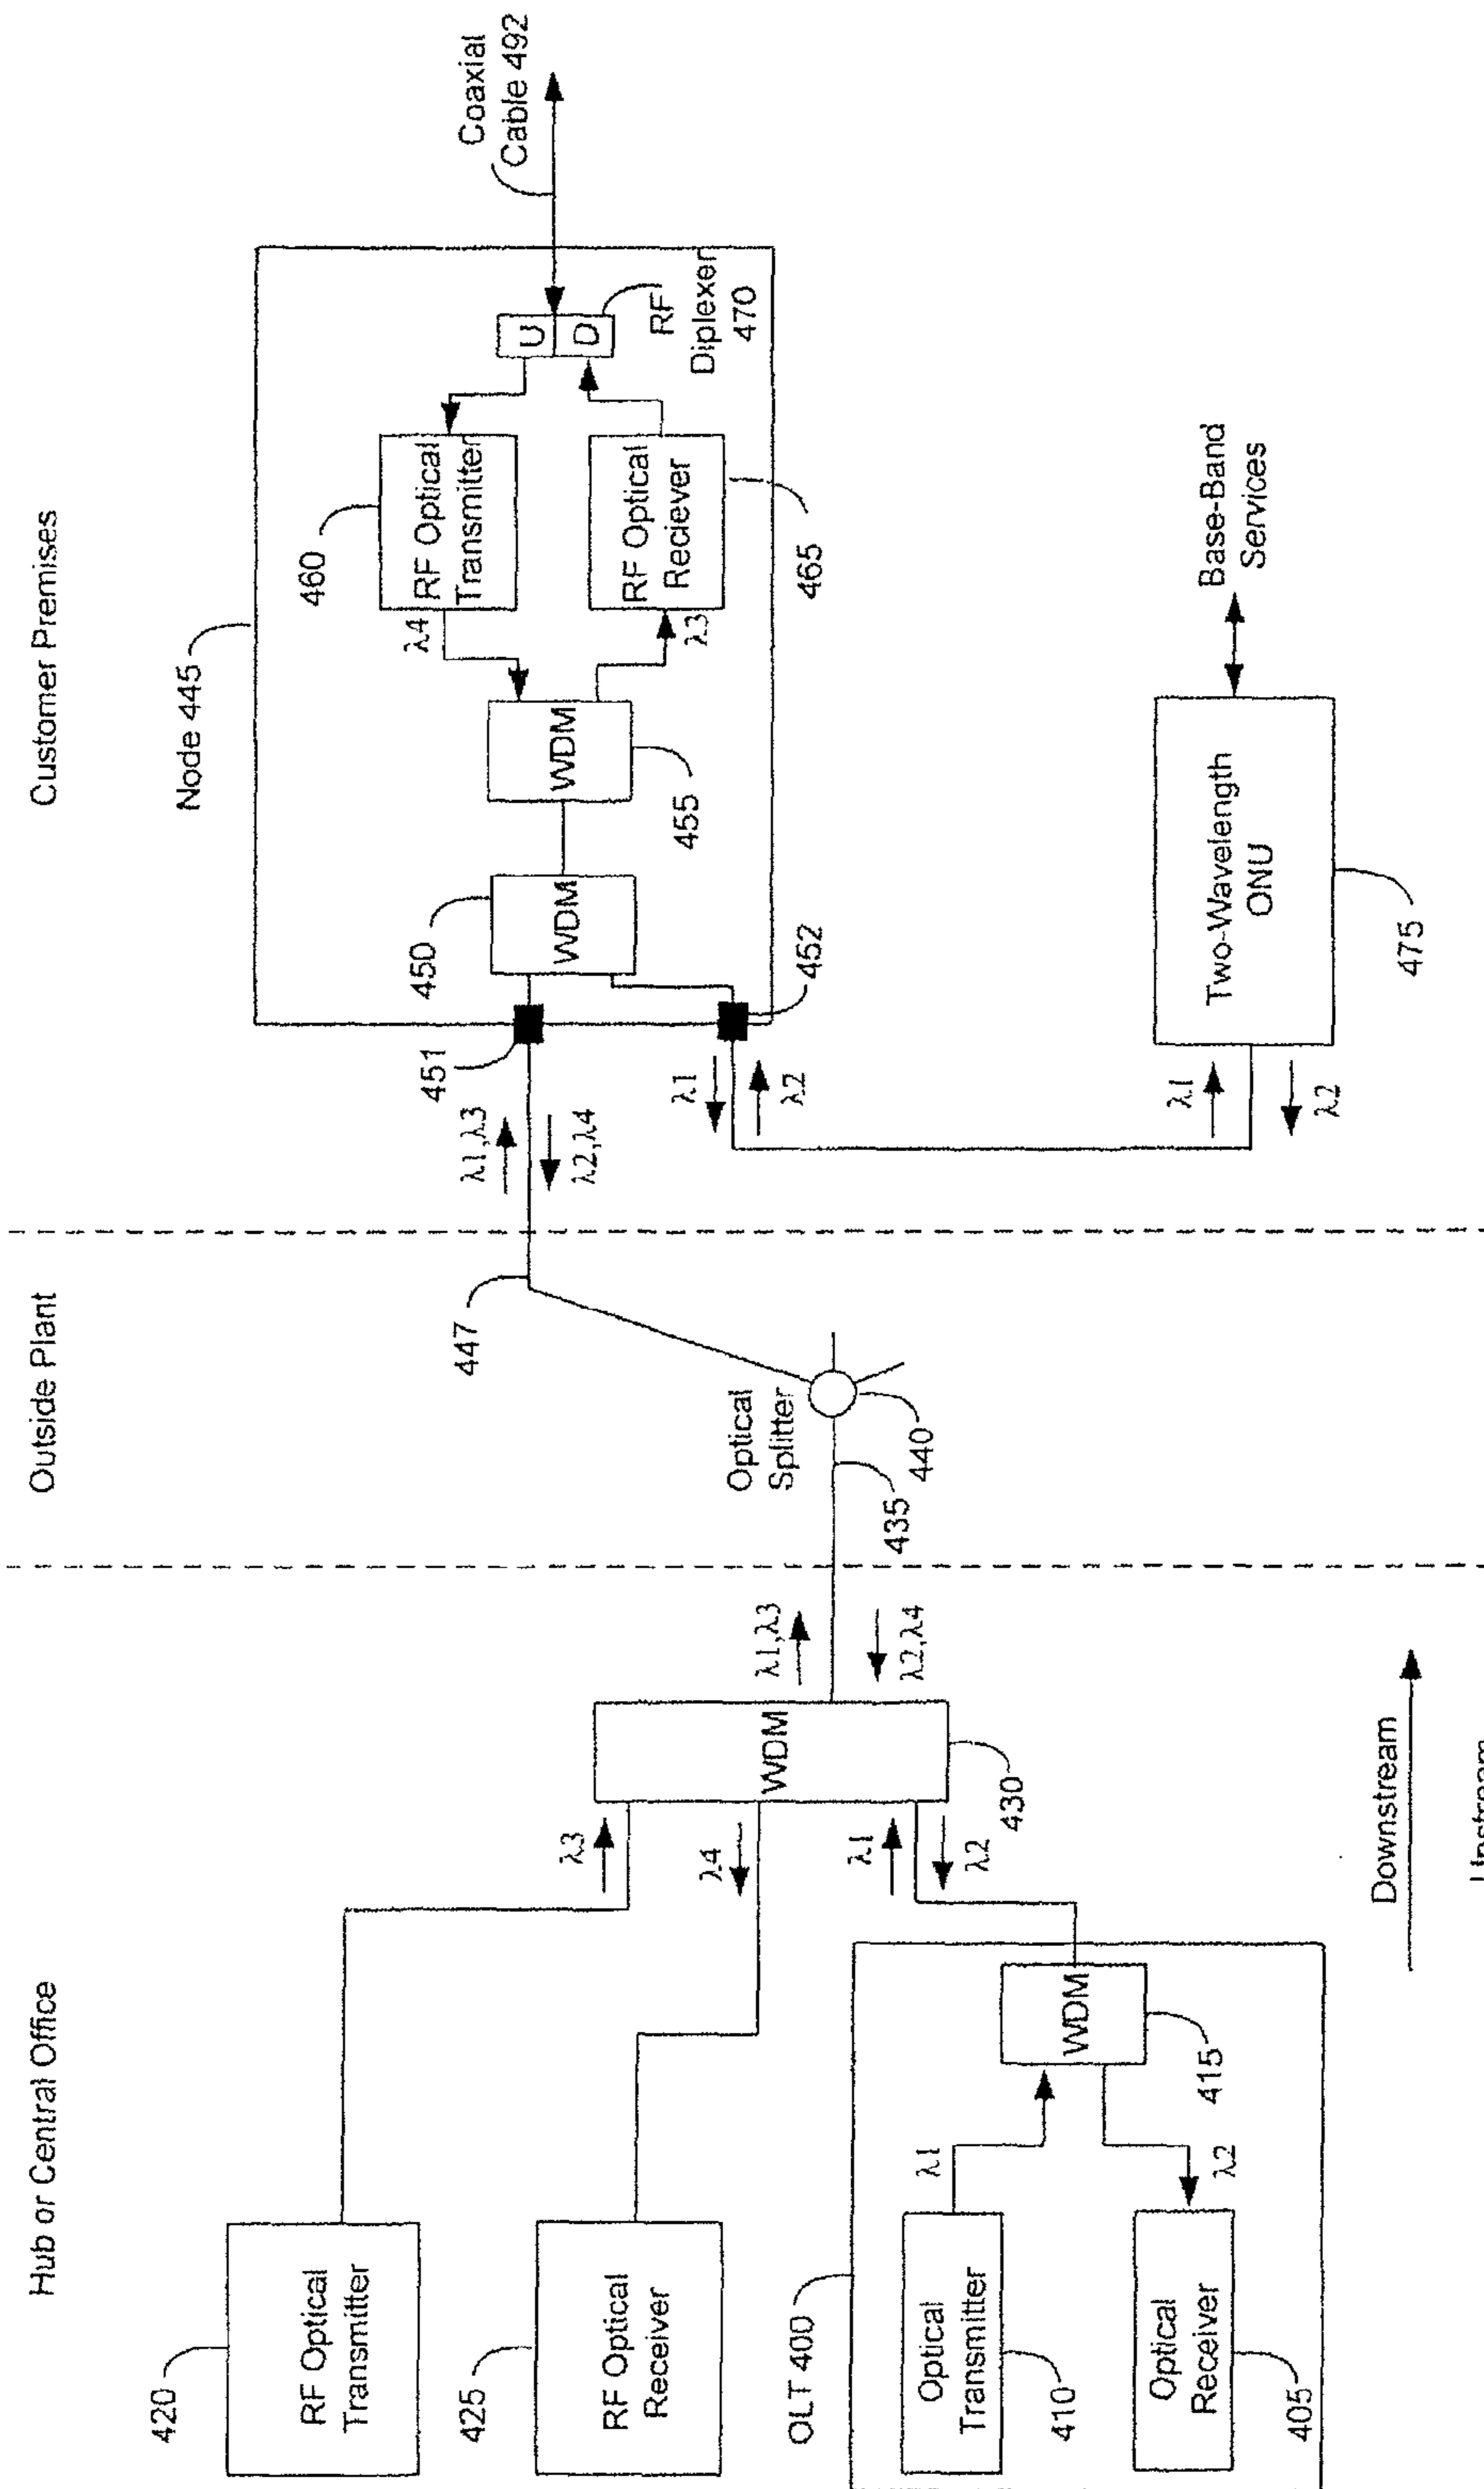 Hub or Central Office
Outside Plant
Customer Premises
420
RF Optical
Transmitter
425
RF Optical
Receiver
OLT 400
Optical
Transmitter
410
λ1
Optical
Receiver
405
λ2
WDM
415
λ3
λ4
λ1
λ2
WDM
430
λ1,λ3
λ2,λ4
435
Optical
Splitter
440
447
λ1,λ3
λ2,λ4
451
λ1
λ2
452
Node 445
450
WDM
WDM
455
λ4
460
RF Optical
Transmitter
λ3
RF Optical
Reciever
465
U
D
RF
Diplexer
470
Coaxial
Cable 492
λ1
λ2
Two-Wavelength
ONU
475
Base-Band
Services
Downstream
Upstream